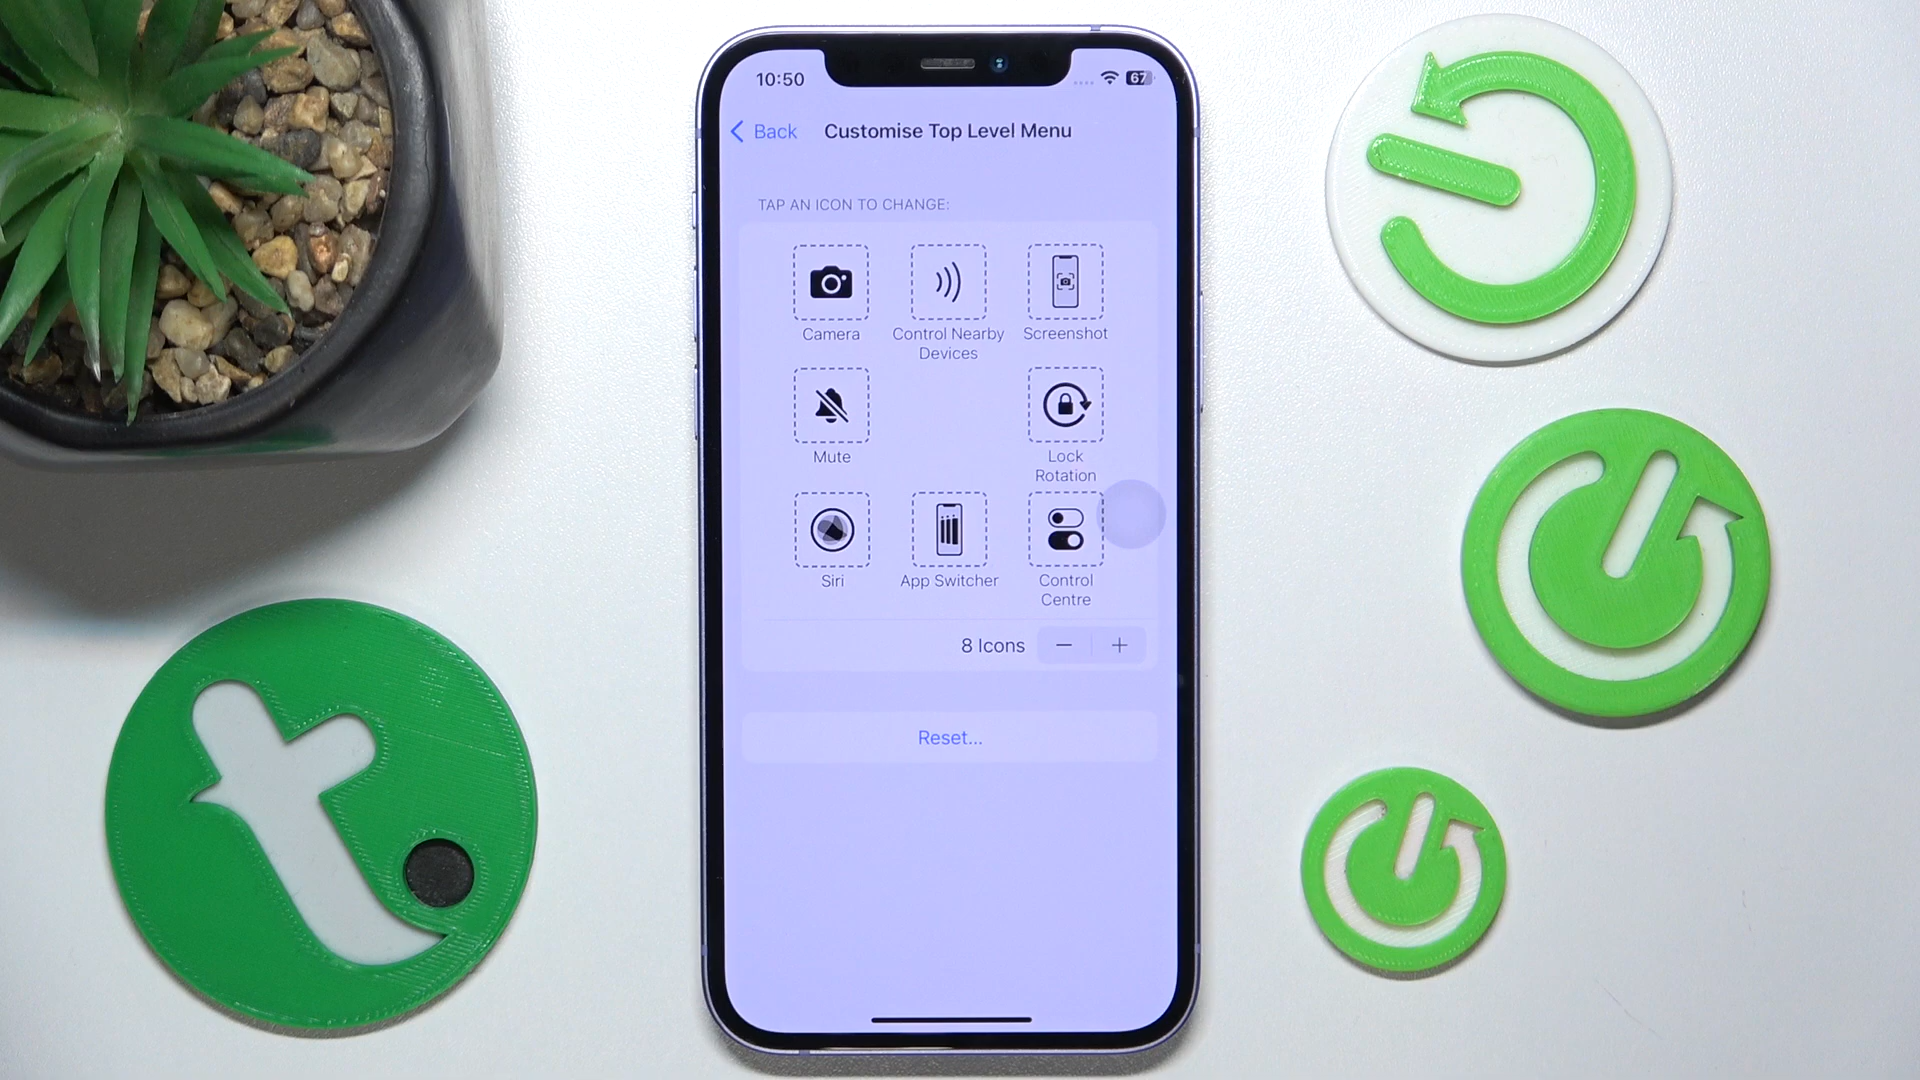 10:50
67
Back
Customise Top Level Menu
TAP AN ICON TO CHANGE:
Camera
Control Nearby
Devices
Screenshot
Mute
Lock
Rotation
Siri
App Switcher
Control
Centre
8 Icons
− +
Reset...
t.